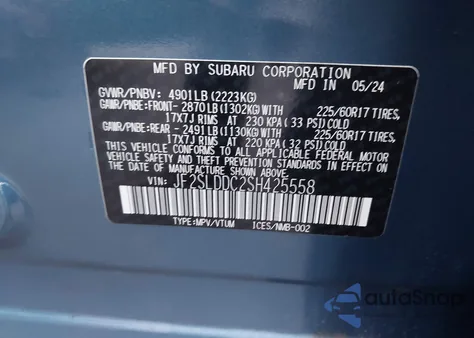 MFD BY SUBARU CORPORATION IN 05/24
GVWR/PNBV: 4901LB(2223KG)
GAWR/PNBE:FRONT- 2870LB(1302KG)WITH 225/60R17 TIRES,
17X7J RIMS AT 230 KPA(33 PSI)COLD
GAWR/PNBE:REAR -2491LB(1130KG)WITH 225/60R17 TIRES,
17X7J RIMS AT 220 KPA(32 PSI)COLD
THIS VEHICLE CONFORMS TO ALL APPLICABLE FEDERAL MOTOR
VEHICLE SAFETY AND THEFT PREVENTION STANDARDS IN
EFFECT ON THE DATE OF MANUFACTURE SHOWN ABOVE.
VIN: JF2SLDDC2SH425558
TYPE:MPV/VTUM ICES/NMB-002
autoSnap